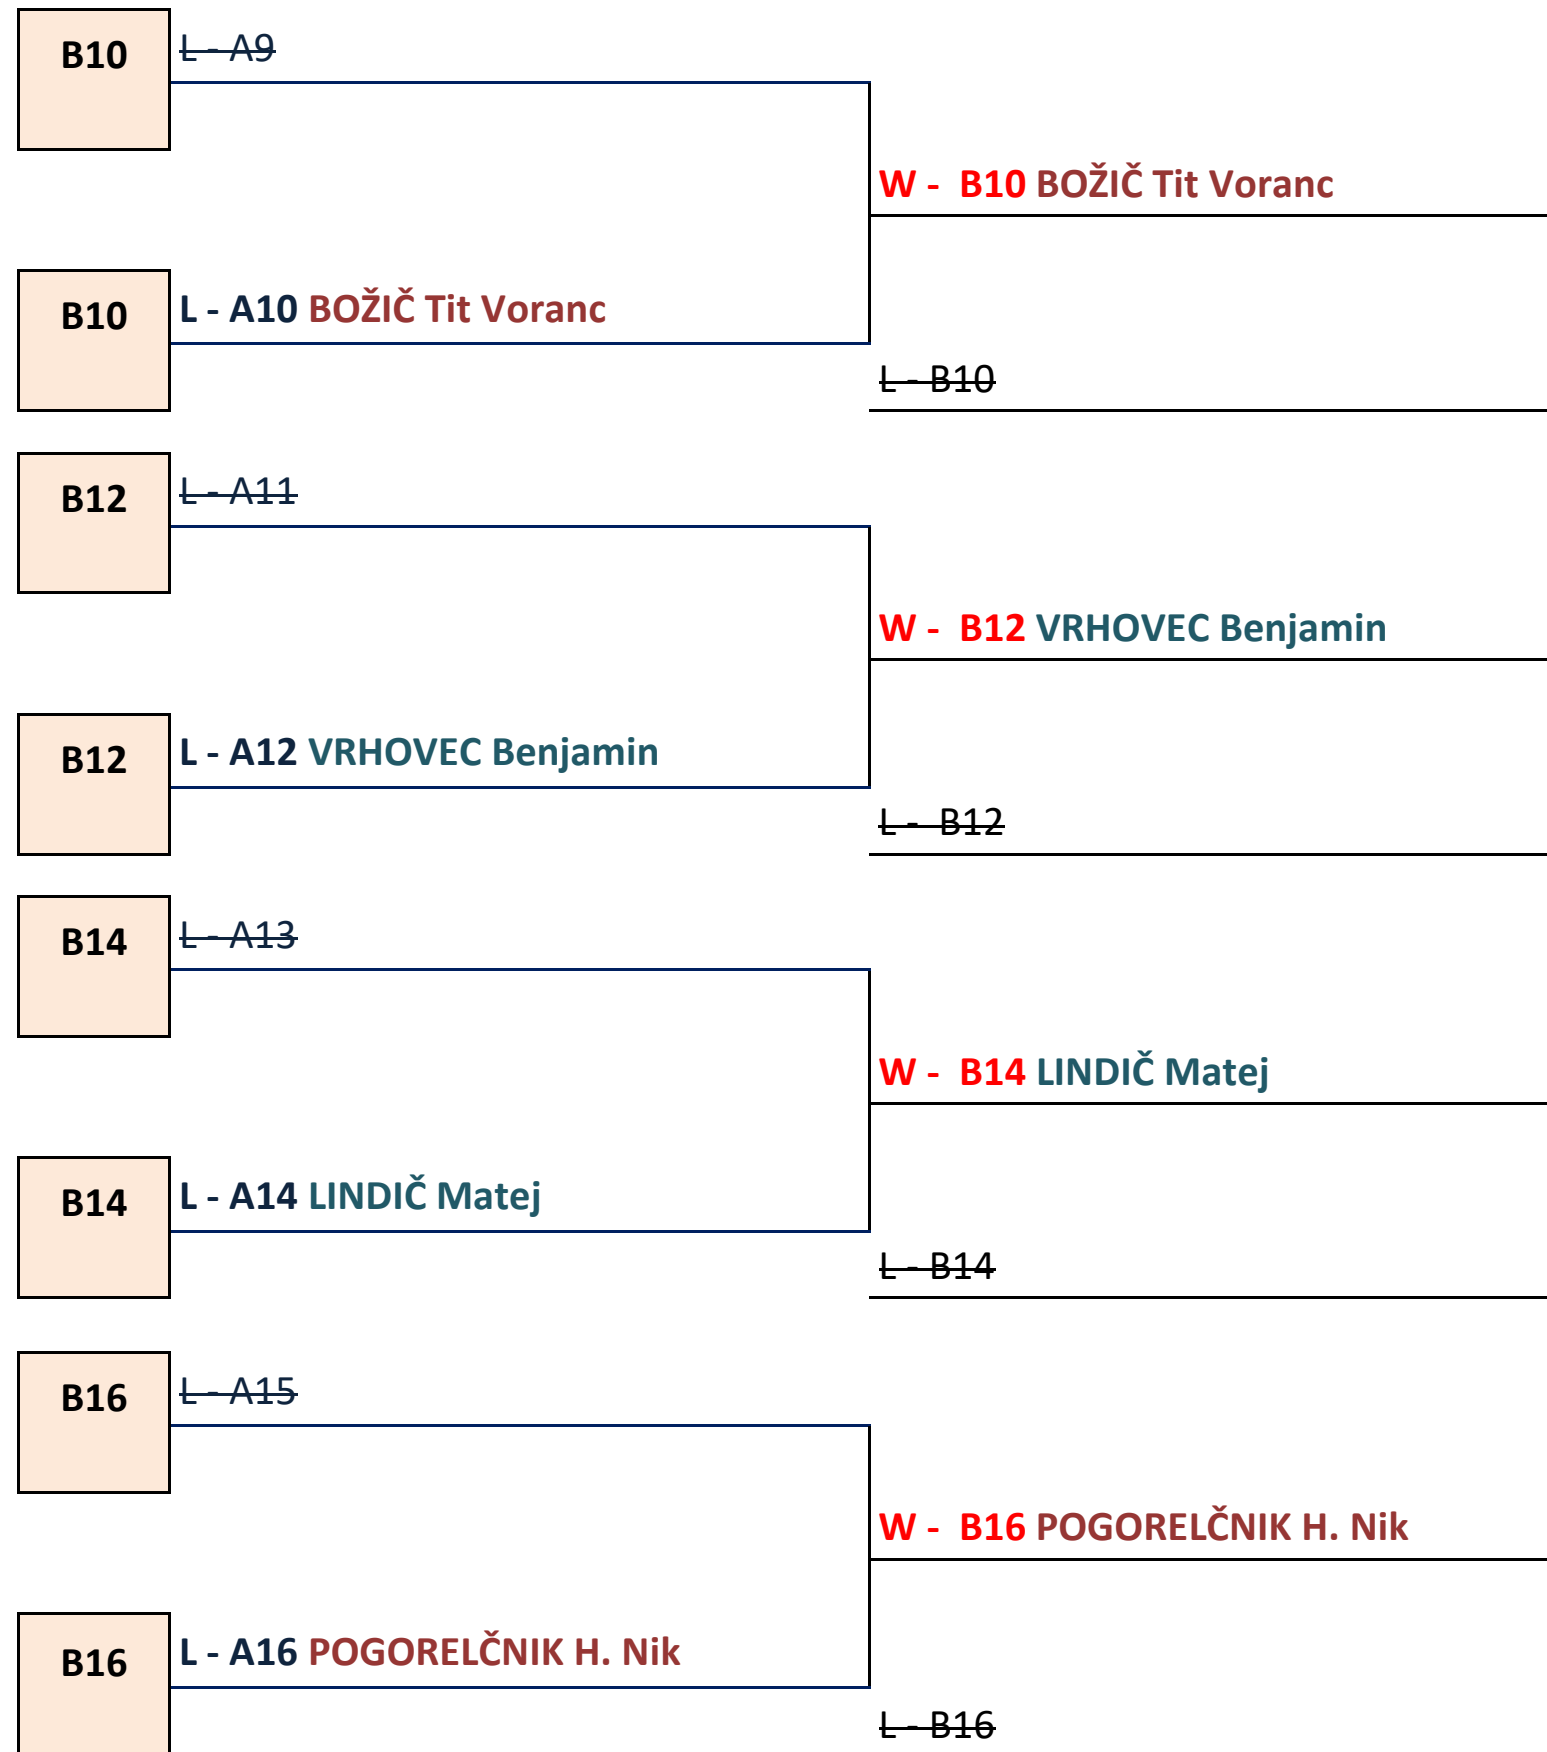 B10 L - A9
W - B10 BOŽIČ Tit Voranc
B10 L - A10 BOŽIČ Tit Voranc
L - B10
B12 L - A11
W - B12 VRHOVEC Benjamin
B12 L - A12 VRHOVEC Benjamin
L - B12
B14 L - A13
W - B14 LINDIČ Matej
B14 L - A14 LINDIČ Matej
L - B14
B16 L - A15
W - B16 POGORELČNIK H. Nik
B16 L - A16 POGORELČNIK H. Nik
L - B16